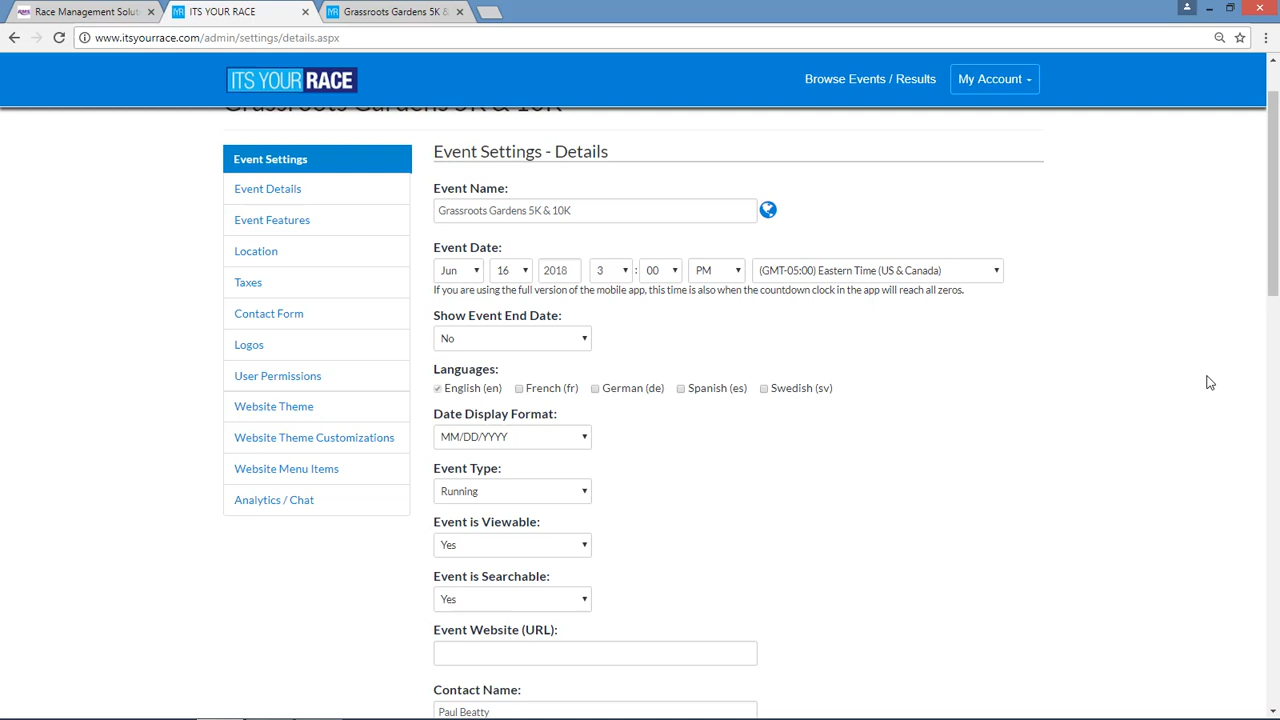 Race Management Solut
ITS YOUR RACE
Grassroots Gardens 5K &
www.itsyourrace.com/admin/settings/details.aspx
ITS YOUR RACE
Browse Events / Results
My Account
Grassroots Gardens 5K & 10K
Event Settings
Event Details
Event Features
Location
Taxes
Contact Form
Logos
User Permissions
Website Theme
Website Theme Customizations
Website Menu Items
Analytics / Chat
Event Settings - Details
Event Name:
Grassroots Gardens 5K & 10K
Event Date:
Jun 16 2018 3 : 00 PM (GMT-05:00) Eastern Time (US & Canada)
If you are using the full version of the mobile app, this time is also when the countdown clock in the app will reach all zeros.
Show Event End Date:
No
Languages:
English (en) French (fr) German (de) Spanish (es) Swedish (sv)
Date Display Format:
MM/DD/YYYY
Event Type:
Running
Event is Viewable:
Yes
Event is Searchable:
Yes
Event Website (URL):
Contact Name:
Paul Beatty